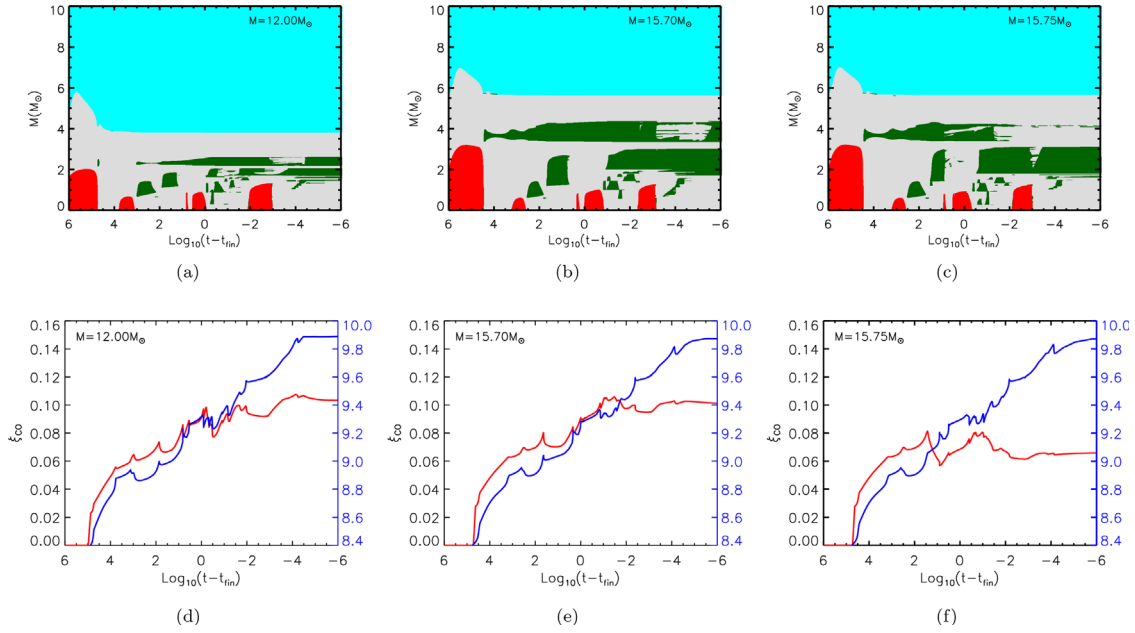 M=12.00M⊙
10
8
6
4
2
0
M(M⊙)
6 4 2 0 −2 −4 −6
Log10(t−tfin)
(a)
M=15.70M⊙
10
8
6
4
2
0
M(M⊙)
6 4 2 0 −2 −4 −6
Log10(t−tfin)
(b)
M=15.75M⊙
10
8
6
4
2
0
M(M⊙)
6 4 2 0 −2 −4 −6
Log10(t−tfin)
(c)
M=12.00M⊙
0.16
0.14
0.12
0.10
0.08
0.06
0.04
0.02
0.00
ξCO
10.0
9.8
9.6
9.4
9.2
9.0
8.8
8.6
8.4
6 4 2 0 −2 −4 −6
Log10(t−tfin)
(d)
M=15.70M⊙
0.16
0.14
0.12
0.10
0.08
0.06
0.04
0.02
0.00
ξCO
10.0
9.8
9.6
9.4
9.2
9.0
8.8
8.6
8.4
6 4 2 0 −2 −4 −6
Log10(t−tfin)
(e)
M=15.75M⊙
0.16
0.14
0.12
0.10
0.08
0.06
0.04
0.02
0.00
ξCO
10.0
9.8
9.6
9.4
9.2
9.0
8.8
8.6
8.4
6 4 2 0 −2 −4 −6
Log10(t−tfin)
(f)